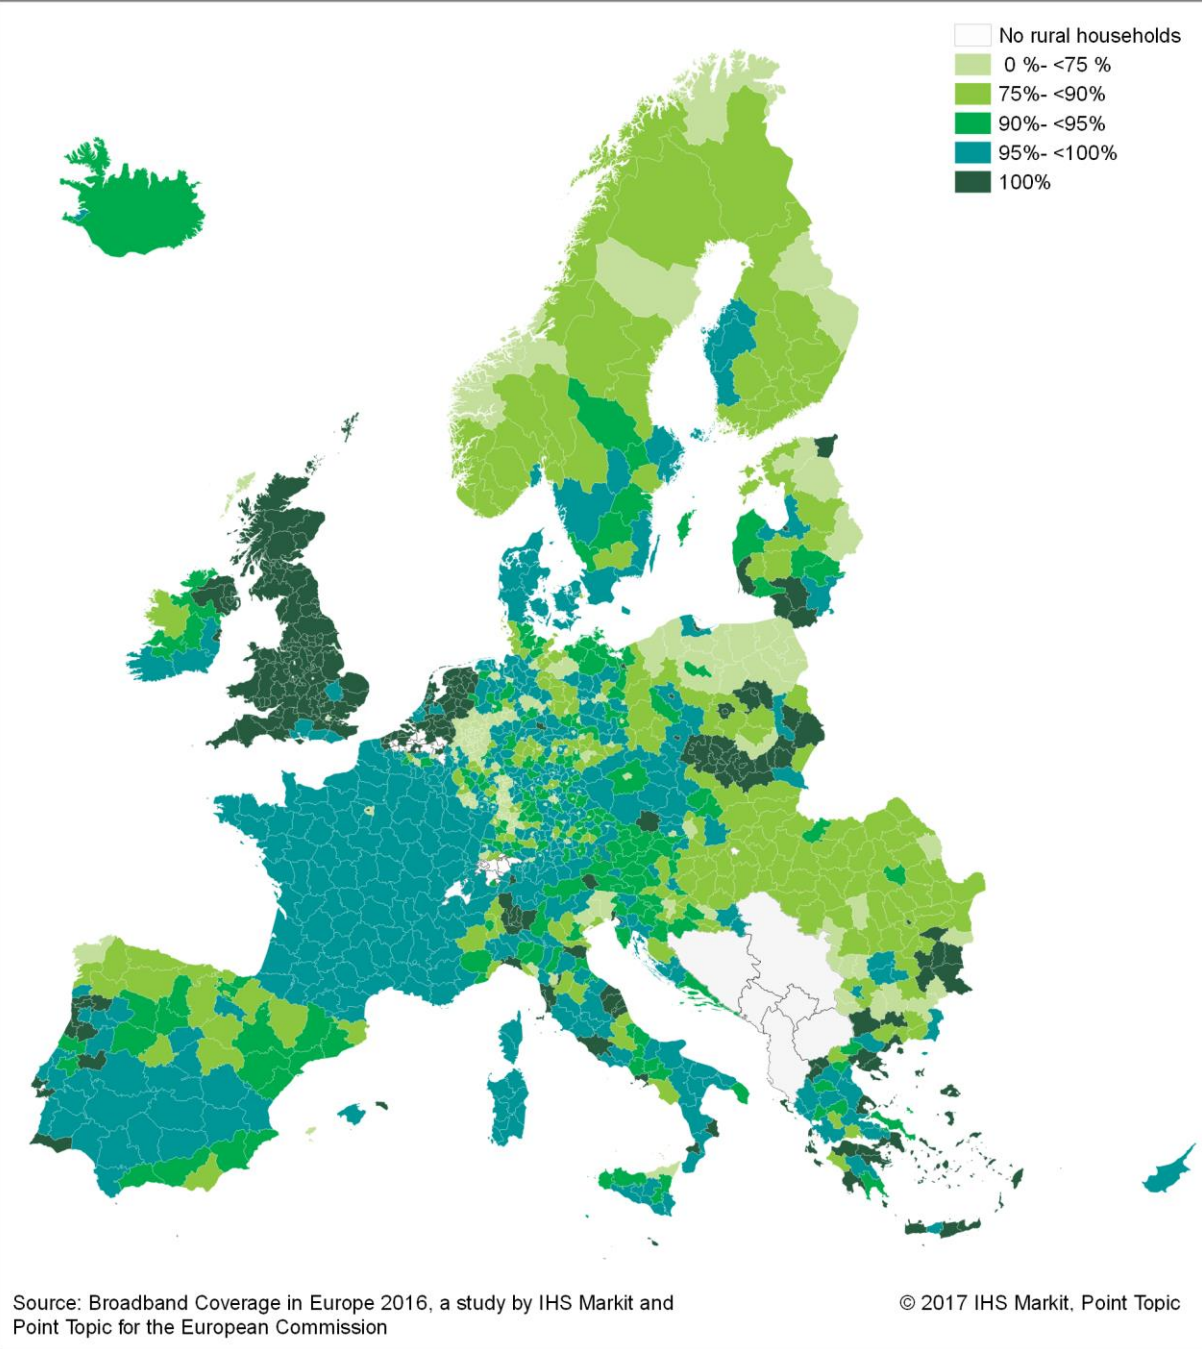 No rural households
0 %- <75 %
75%- <90%
90%- <95%
95%- <100%
100%
Source: Broadband Coverage in Europe 2016, a study by IHS Markit and
Point Topic for the European Commission
© 2017 IHS Markit, Point Topic